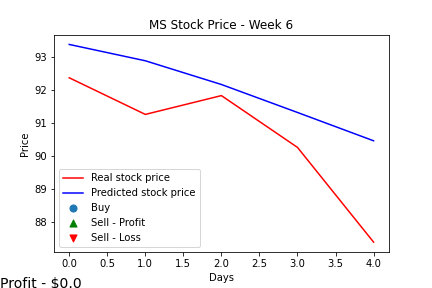 MS Stock Price - Week 6
Price
93
92
91
90
89
88
Real stock price
Predicted stock price
Buy
Sell - Profit
Sell - Loss
0.0 0.5 1.0 1.5 2.0 2.5 3.0 3.5 4.0
Days
Profit - $0.0